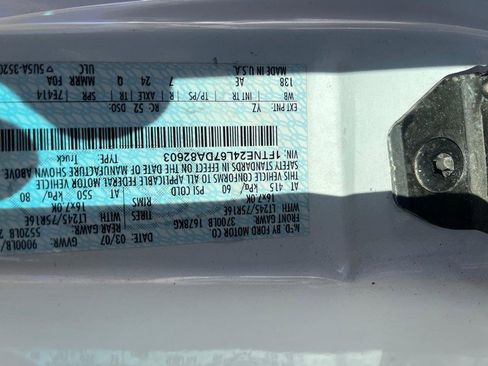 M-D. BY FORD MOTOR CO.
DATE: 03/07 GVWR: 9000LB/
FRONT GAWR: REAR GAWR:
3700LB 1678KG 5520LB
WITH WITH
LT245/75R16E TIRES LT245/75R16E
16x7.0K 16x7.0K
AT 415 kPa/ 60 PSI COLD AT 550 kPa/ 80
THIS VEHICLE CONFORMS TO ALL APPLICABLE FEDERAL MOTOR VEHICLE
SAFETY STANDARDS IN EFFECT ON THE DATE OF MANUFACTURE SHOWN ABOVE
VIN: 1FTNE24L67DA82603
TYPE: Truck
EXT PNT: YZ RC: 52 DSO:
WB INT TR TP/PS R AXLE TR SPR
138 AE 7 24 Q 7E414
MADE IN U.S.A. MMRR FOA
ULC